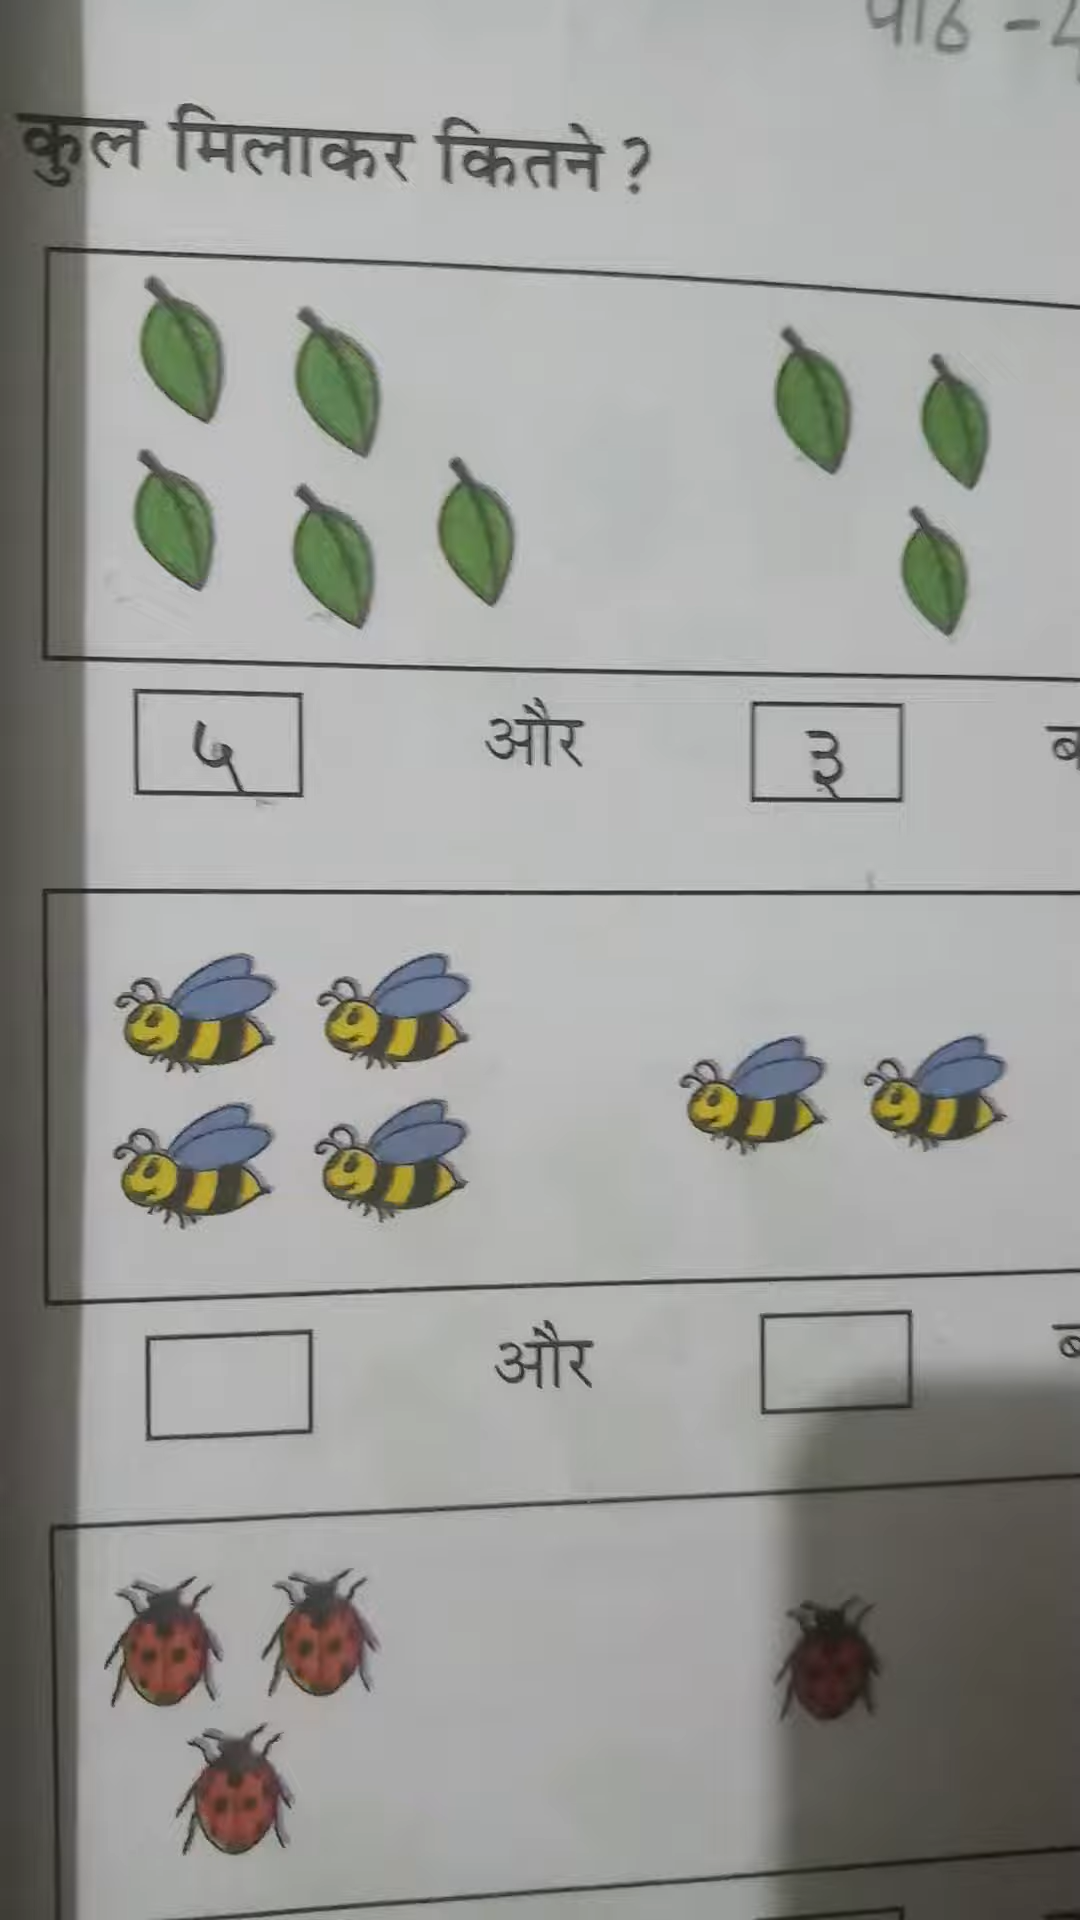 पाठ -
कुल मिलाकर कितने ?
५ और ३
और